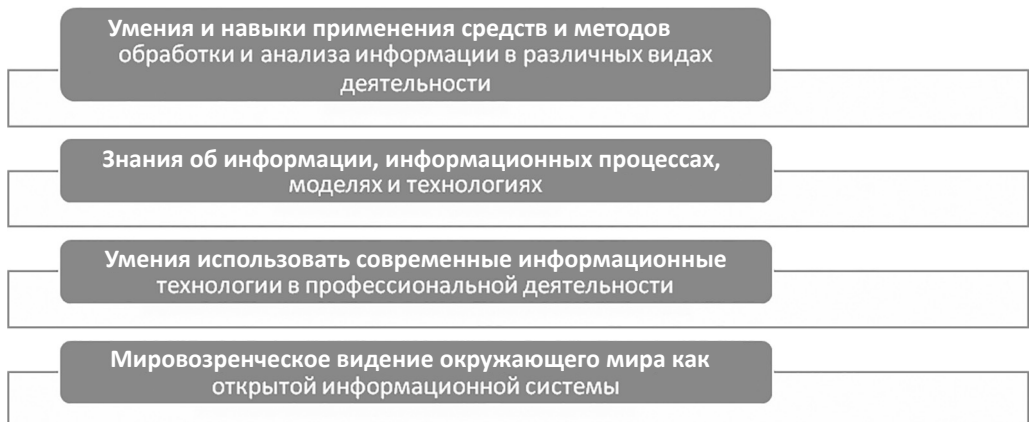 Умения и навыки применения средств и методов
обработки и анализа информации в различных видах
деятельности
Знания об информации, информационных процессах,
моделях и технологиях
Умения использовать современные информационные
технологии в профессиональной деятельности
Мировозренческое видение окружающего мира как
открытой информационной системы